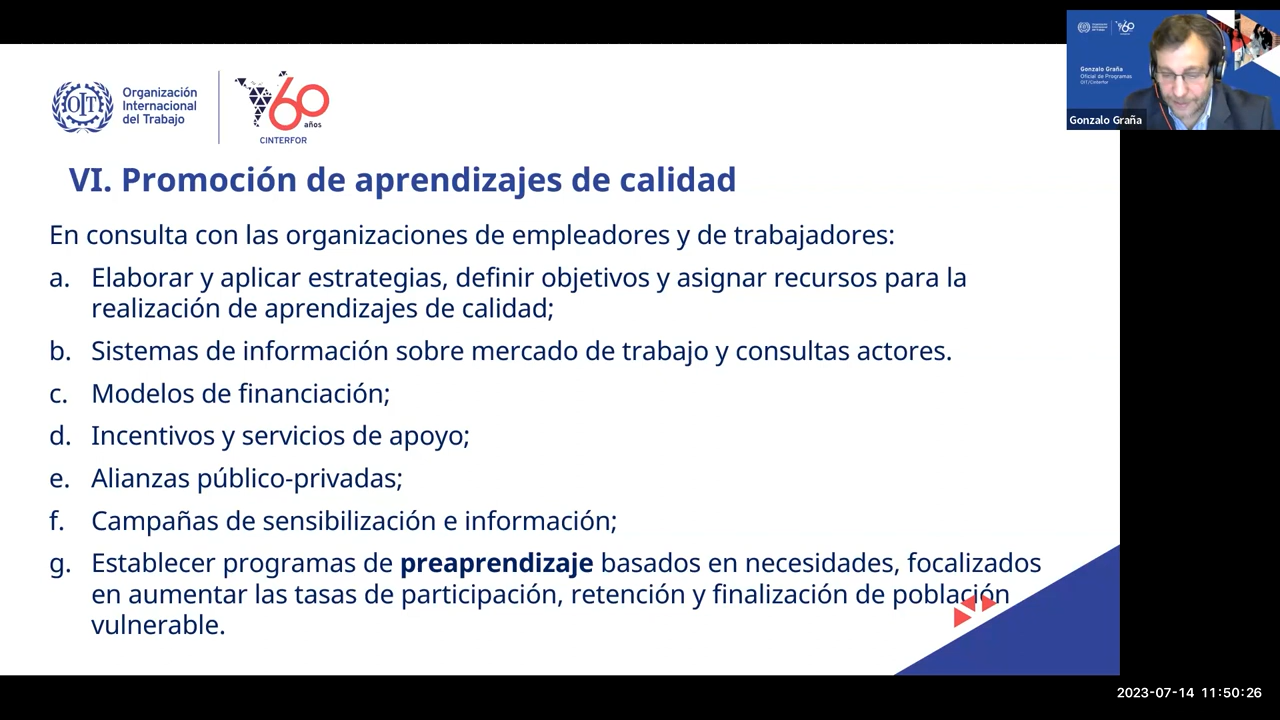 Organización
Internacional
del Trabajo
60
años
CINTERFOR
Gonzalo Graña
Oficial de Programas
OIT/Cinterfor
Gonzalo Graña
VI. Promoción de aprendizajes de calidad
En consulta con las organizaciones de empleadores y de trabajadores:
a. Elaborar y aplicar estrategias, definir objetivos y asignar recursos para la
realización de aprendizajes de calidad;
b. Sistemas de información sobre mercado de trabajo y consultas actores.
c. Modelos de financiación;
d. Incentivos y servicios de apoyo;
e. Alianzas público-privadas;
f. Campañas de sensibilización e información;
g. Establecer programas de preaprendizaje basados en necesidades, focalizados
en aumentar las tasas de participación, retención y finalización de población
vulnerable.
2023-07-14 11:50:26